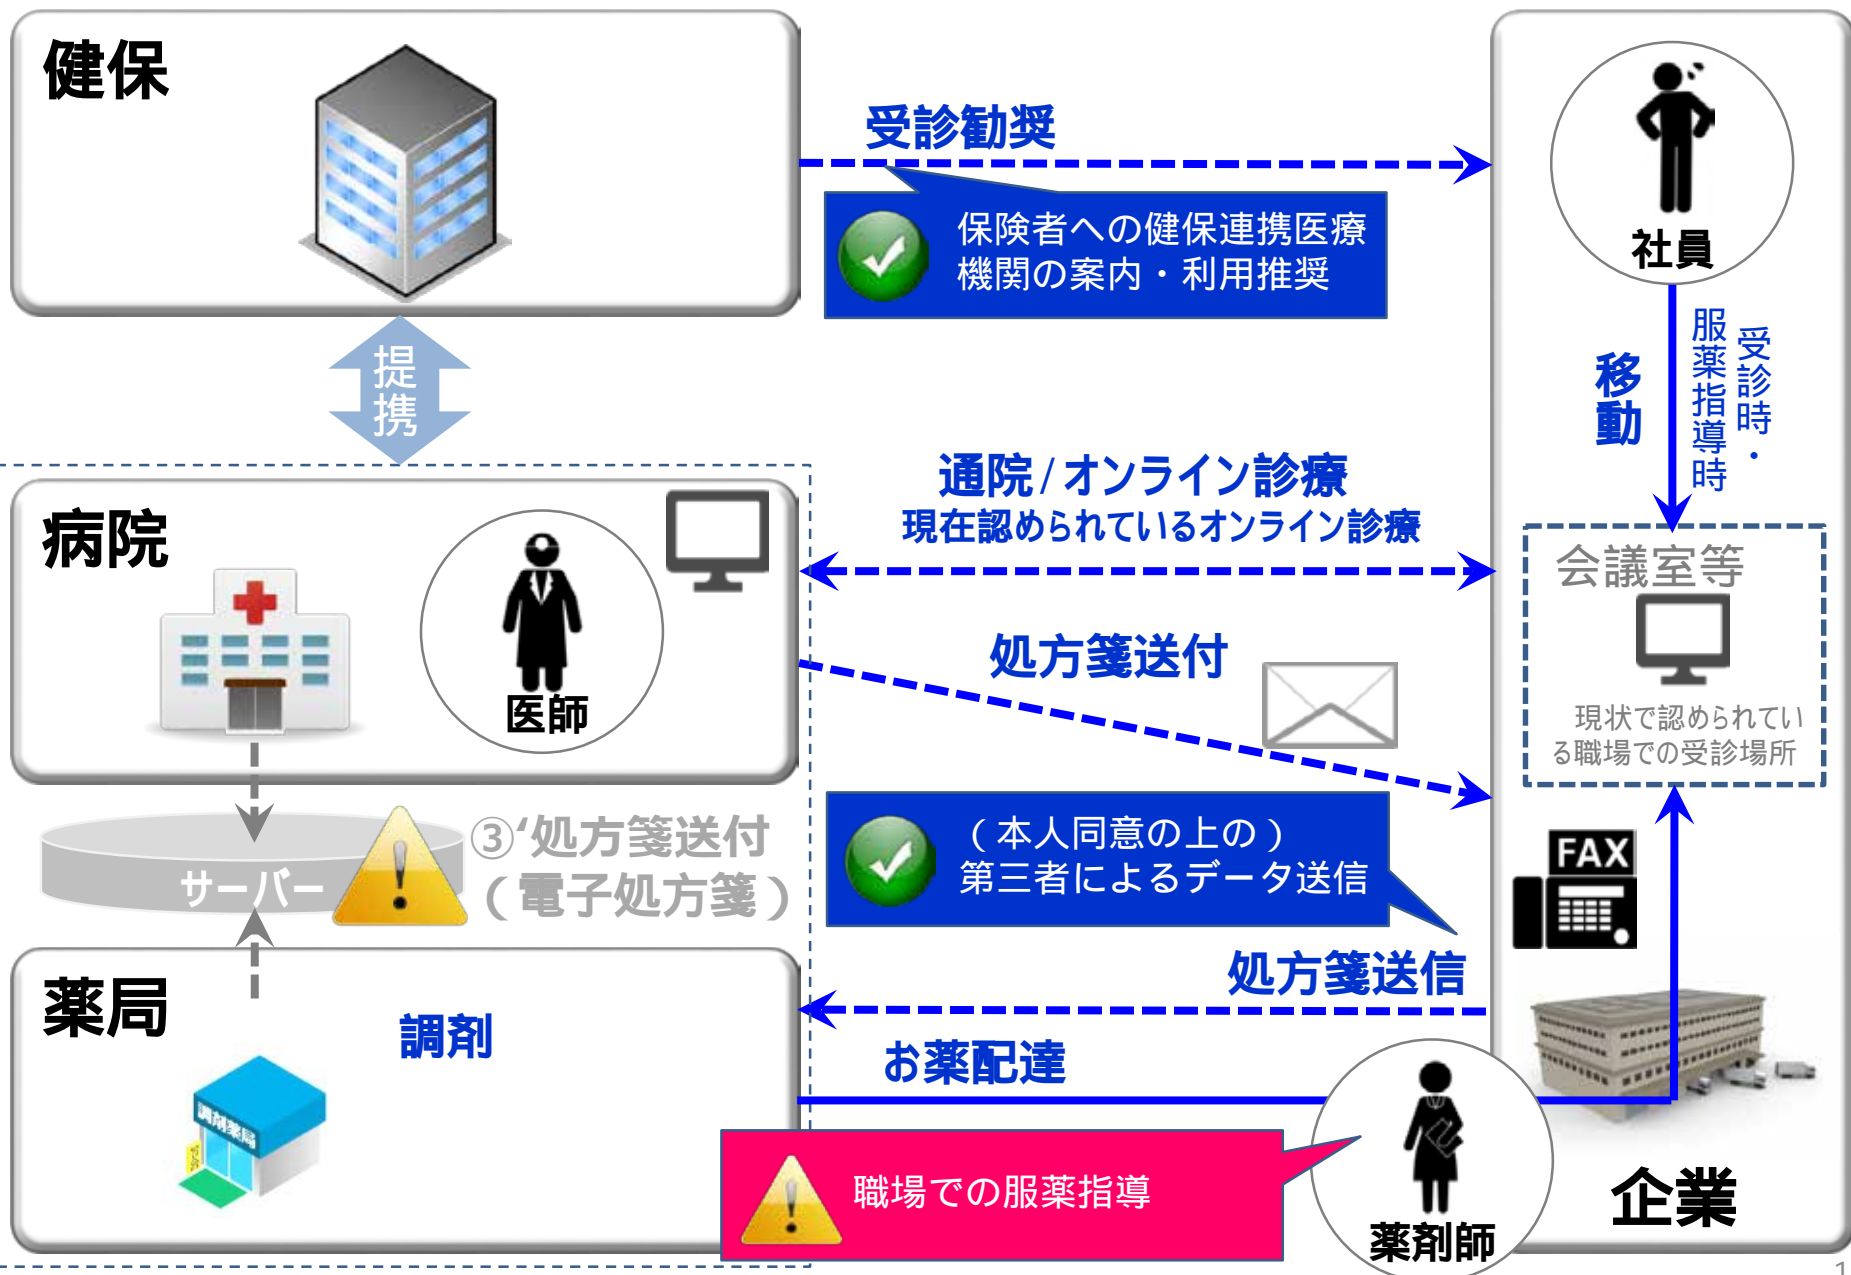 健保
受診勧奨
保険者への健保連携医療
機関の案内・利用推奨
社員
移動
受診時・
服薬指導時
提携
病院
医師
通院/オンライン診療
現在認められているオンライン診療
会議室等
現状で認められてい
る職場での受診場所
処方箋送付
サーバー
③‘処方箋送付
（電子処方箋）
（本人同意の上の）
第三者によるデータ送信
FAX
処方箋送信
薬局
調剤
調剤薬局
お薬配達
職場での服薬指導
薬剤師
企業
1